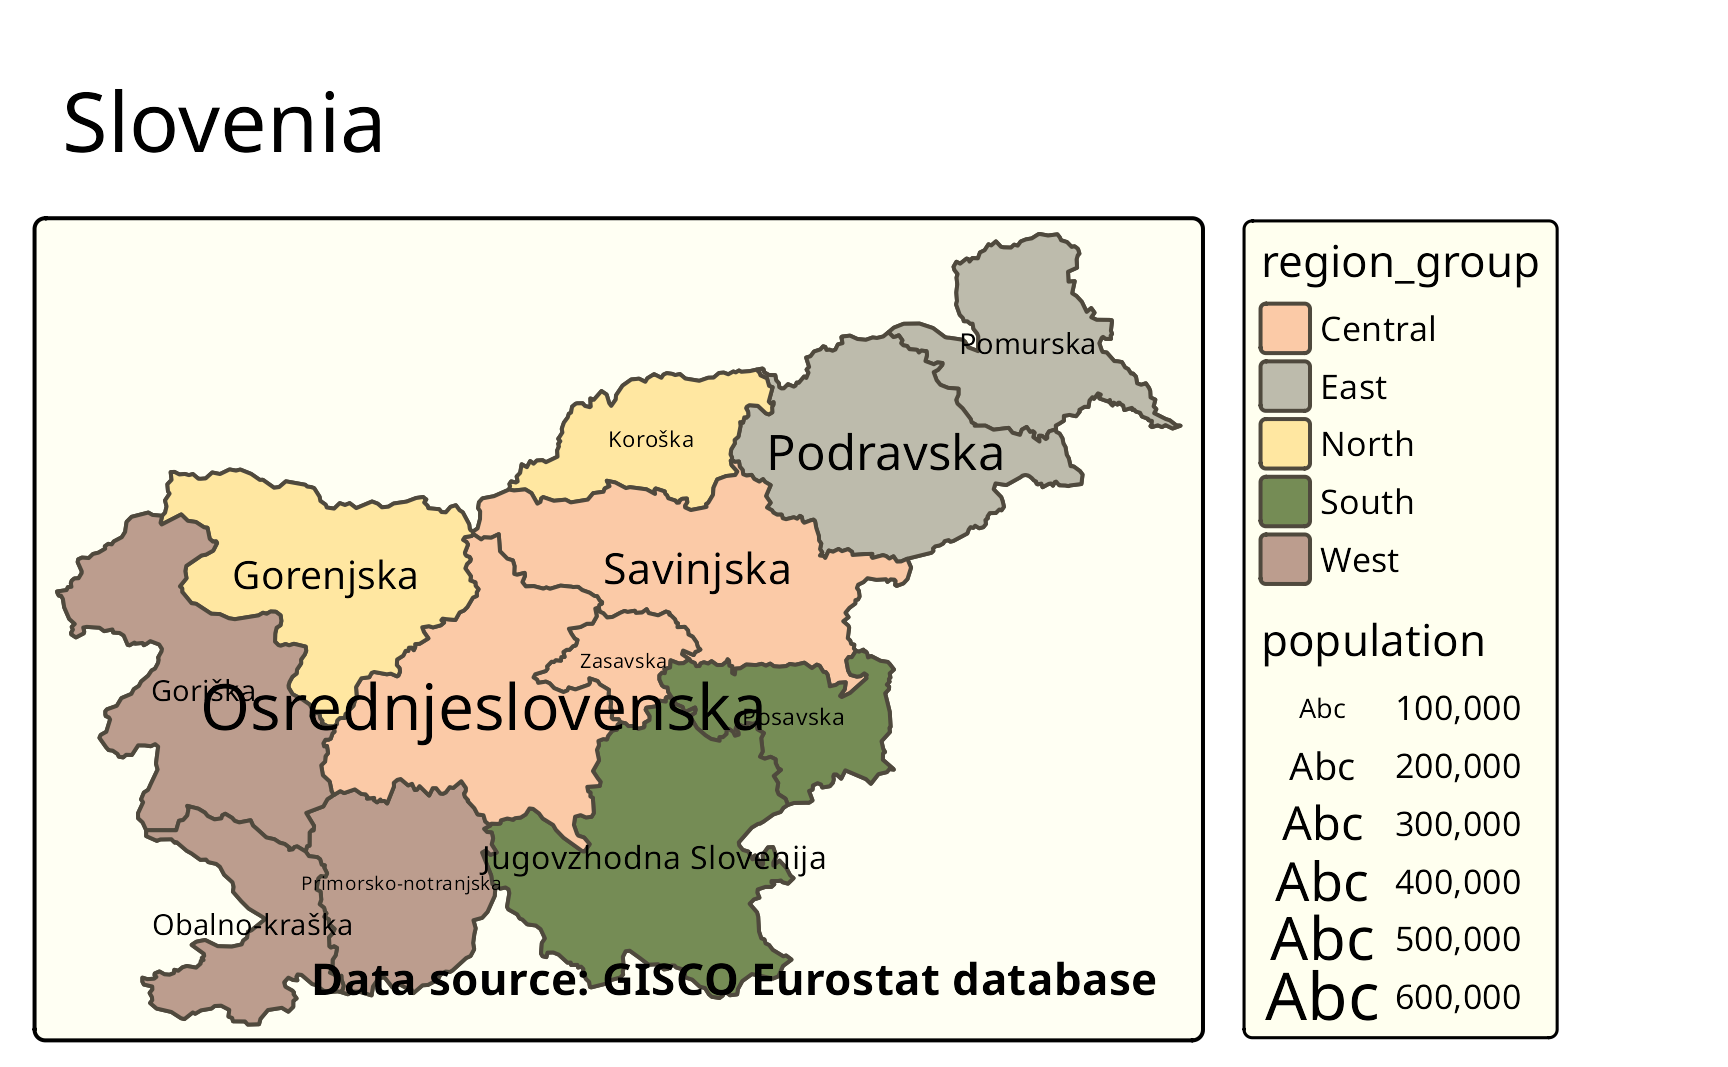 Slovenia
Pomurska
Koroška
Podravska
Gorenjska
Savinjska
Zasavska
Goriška
Osrednjeslovenska
Posavska
Jugovzhodna Slovenija
Primorsko-notranjska
Obalno-kraška
Data source: GISCO Eurostat database
region_group
Central
East
North
South
West
population
Abc 100,000
Abc 200,000
Abc 300,000
Abc 400,000
Abc 500,000
Abc 600,000